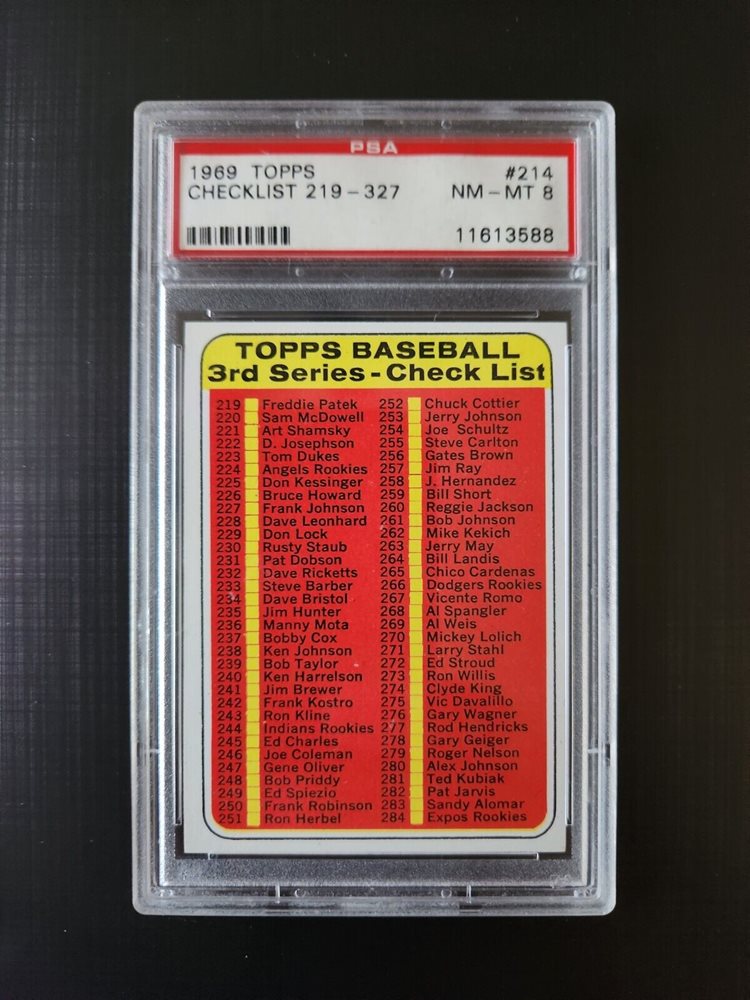 PSA
1969 TOPPS #214
CHECKLIST 219-327 NM-MT 8
11613588
TOPPS BASEBALL
3rd Series - Check List
219 Freddie Patek
220 Sam McDowell
221 Art Shamsky
222 D. Josephson
223 Tom Dukes
224 Angels Rookies
225 Don Kessinger
226 Bruce Howard
227 Frank Johnson
228 Dave Leonhard
229 Don Lock
230 Rusty Staub
231 Pat Dobson
232 Dave Ricketts
233 Steve Barber
234 Dave Bristol
235 Jim Hunter
236 Manny Mota
237 Bobby Cox
238 Ken Johnson
239 Bob Taylor
240 Ken Harrelson
241 Jim Brewer
242 Frank Kostro
243 Ron Kline
244 Indians Rookies
245 Ed Charles
246 Joe Coleman
247 Gene Oliver
248 Bob Priddy
249 Ed Spiezio
250 Frank Robinson
251 Ron Herbel
252 Chuck Cottier
253 Jerry Johnson
254 Joe Schultz
255 Steve Carlton
256 Gates Brown
257 Jim Ray
258 J. Hernandez
259 Bill Short
260 Reggie Jackson
261 Bob Johnson
262 Mike Kekich
263 Jerry May
264 Bill Landis
265 Chico Cardenas
266 Dodgers Rookies
267 Vicente Romo
268 Al Spangler
269 Al Weis
270 Mickey Lolich
271 Larry Stahl
272 Ed Stroud
273 Ron Willis
274 Clyde King
275 Vic Davalillo
276 Gary Wagner
277 Rod Hendricks
278 Gary Geiger
279 Roger Nelson
280 Alex Johnson
281 Ted Kubiak
282 Pat Jarvis
283 Sandy Alomar
284 Expos Rookies